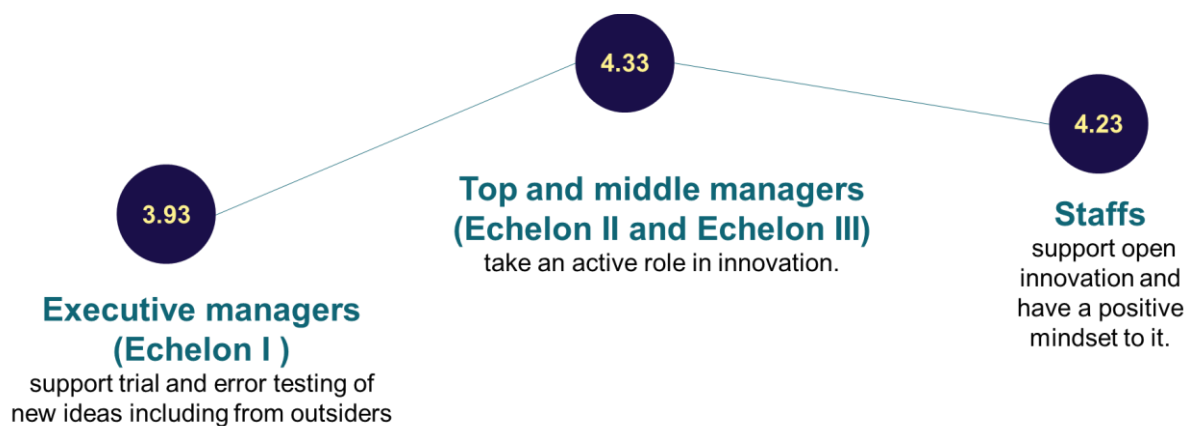 3.93
Executive managers
(Echelon I )
support trial and error testing of
new ideas including from outsiders
4.33
Top and middle managers
(Echelon II and Echelon III)
take an active role in innovation.
4.23
Staffs
support open
innovation and
have a positive
mindset to it.